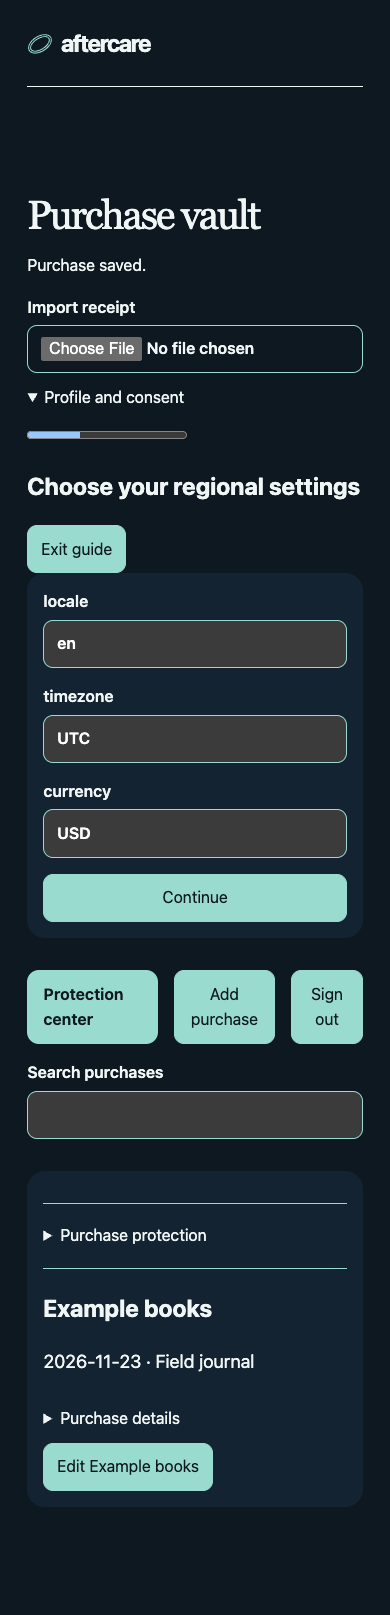 aftercare
Purchase vault
Purchase saved.
Import receipt
Choose File No file chosen
▼ Profile and consent
Choose your regional settings
Exit guide
locale
en
timezone
UTC
currency
USD
Continue
Protection
center
Add
purchase
Sign
out
Search purchases
▶ Purchase protection
Example books
2026-11-23 · Field journal
▶ Purchase details
Edit Example books